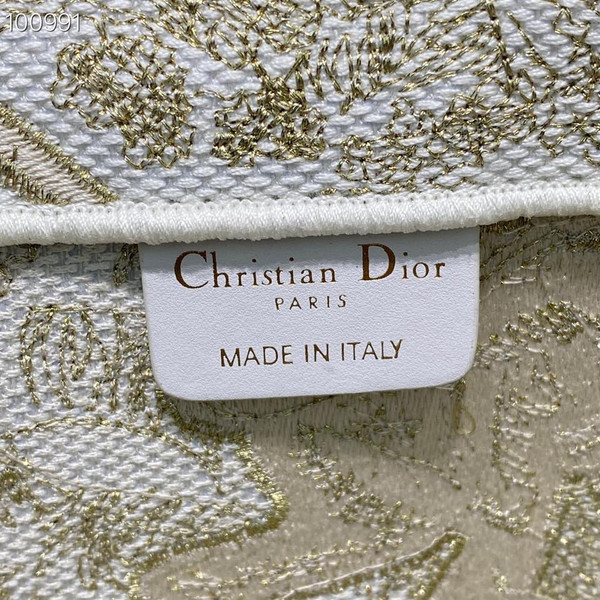 100991
Christian Dior
PARIS
MADE IN ITALY